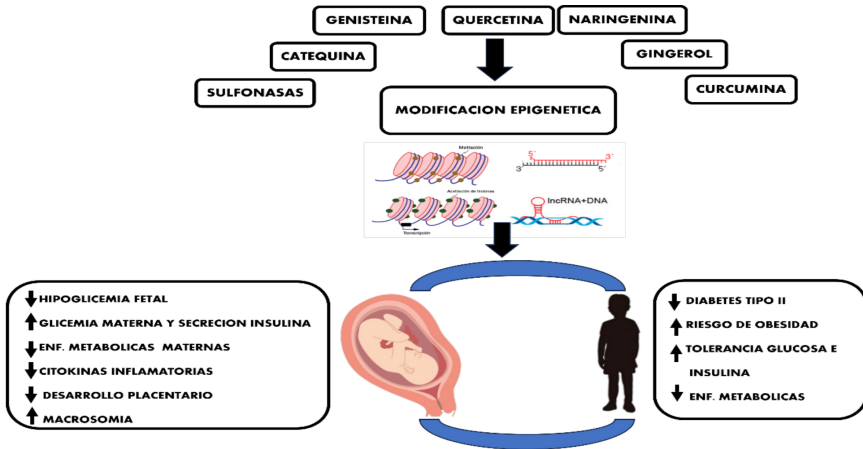 GENISTEINA
QUERCETINA
NARINGENINA
CATEQUINA
GINGEROL
SULFONASAS
CURCUMINA
MODIFICACION EPIGENETICA
Metilación
5´
3´
3´
5´
Acetilación de histonas
lncRNA+DNA
Transcripción
HIPOGLICEMIA FETAL
GLICEMIA MATERNA Y SECRECION INSULINA
ENF. METABOLICAS MATERNAS
CITOKINAS INFLAMATORIAS
DESARROLLO PLACENTARIO
MACROSOMIA
DIABETES TIPO II
RIESGO DE OBESIDAD
TOLERANCIA GLUCOSA E
INSULINA
ENF. METABOLICAS